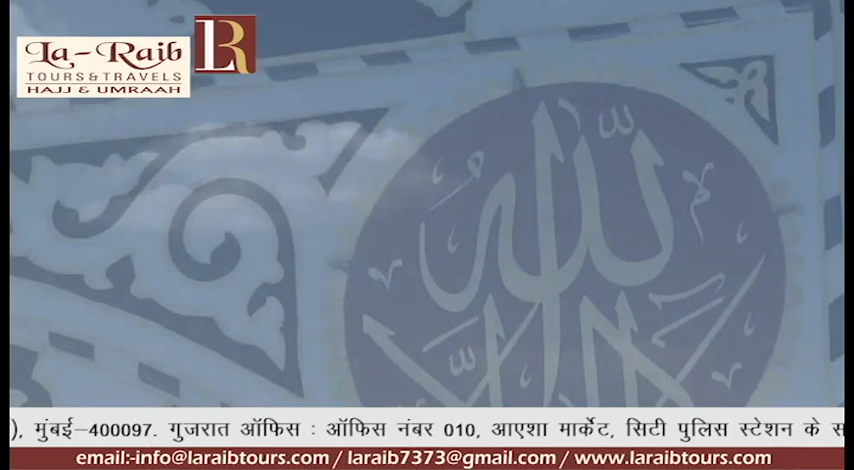 La-Raib
TOURS & TRAVELS
HAJJ & UMRAAH
LR
), मुंबई-400097. गुजरात ऑफिस : ऑफिस नंबर 010, आएशा मार्केट, सिटी पुलिस स्टेशन के स
email:-info@laraibtours.com / laraib7373@gmail.com / www.laraibtours.com